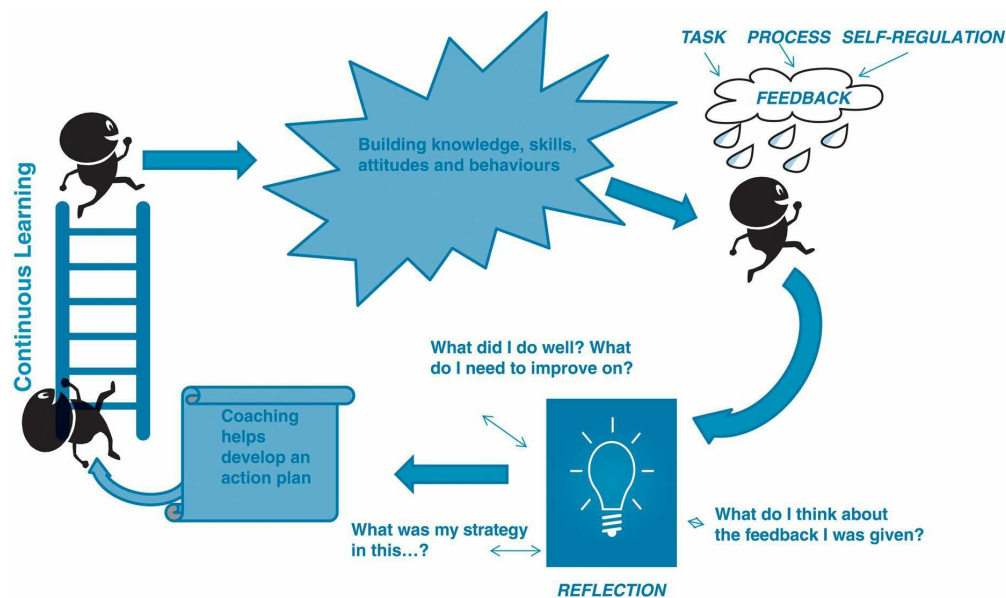 TASK PROCESS SELF-REGULATION
FEEDBACK
Building knowledge, skills,
attitudes and behaviours
Continuous Learning
What did I do well? What
do I need to improve on?
Coaching
helps
develop an
action plan
What was my strategy
in this...?
What do I think about
the feedback I was given?
REFLECTION